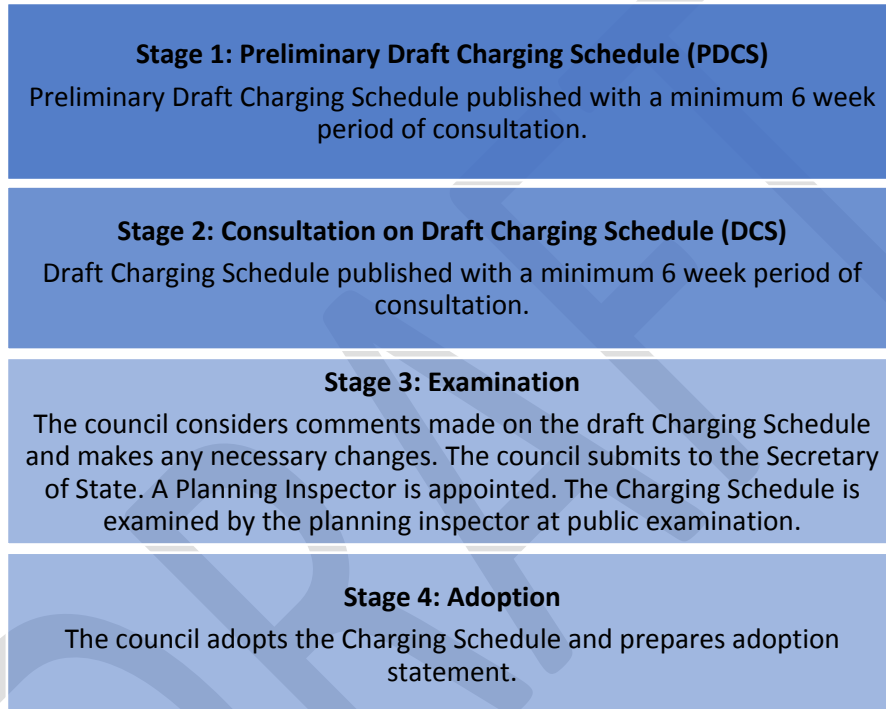 Stage 1: Preliminary Draft Charging Schedule (PDCS)
Preliminary Draft Charging Schedule published with a minimum 6 week
period of consultation.
Stage 2: Consultation on Draft Charging Schedule (DCS)
Draft Charging Schedule published with a minimum 6 week period of
consultation.
Stage 3: Examination
The council considers comments made on the draft Charging Schedule
and makes any necessary changes. The council submits to the Secretary
of State. A Planning Inspector is appointed. The Charging Schedule is
examined by the planning inspector at public examination.
Stage 4: Adoption
The council adopts the Charging Schedule and prepares adoption
statement.
DRAFT